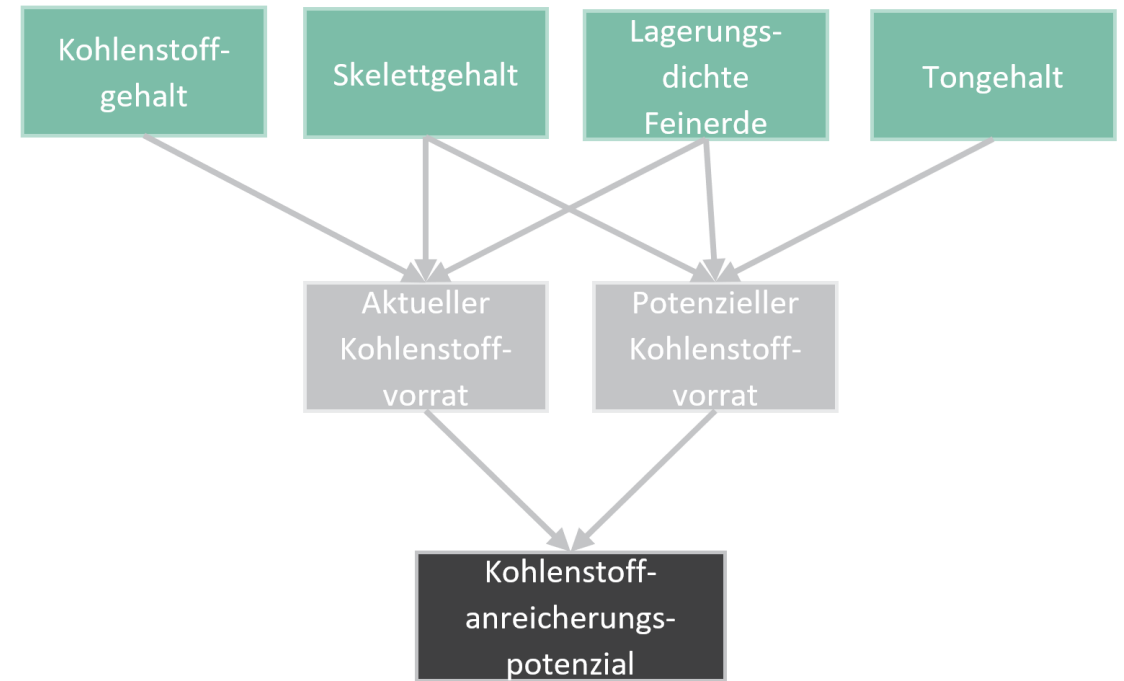 Kohlenstoff-
gehalt
Skelettgehalt
Lagerungs-
dichte
Feinerde
Tongehalt
Aktueller
Kohlenstoff-
vorrat
Potenzieller
Kohlenstoff-
vorrat
Kohlenstoff-
anreicherungs-
potenzial